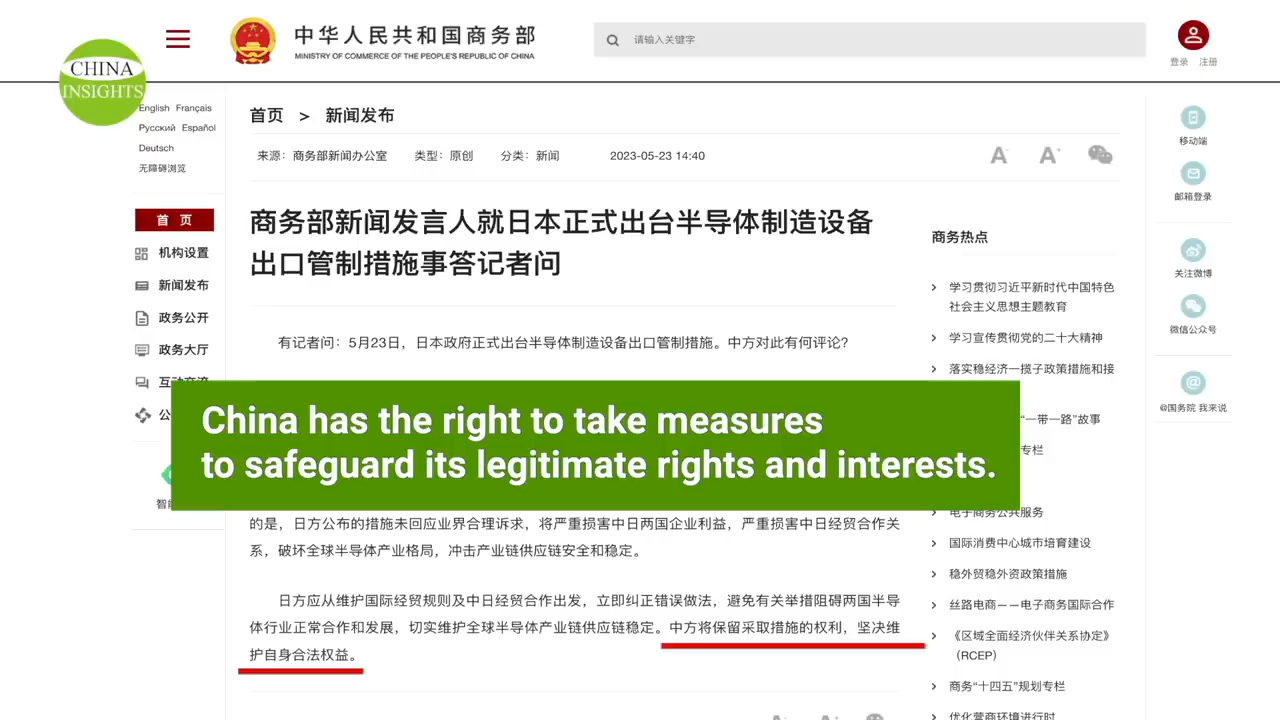 中华人民共和国商务部
MINISTRY OF COMMERCE OF THE PEOPLE'S REPUBLIC OF CHINA
请输入关键字
登录 注册
CHINA
INSIGHTS
English Français
Русский Español
Deutsch
无障碍浏览
首页 > 新闻发布
来源：商务部新闻办公室 类型：原创 分类：新闻 2023-05-23 14:40
A- A+
移动端
邮箱登录
关注微博
微信公众号
@国务院 我来说
首 页
机构设置
新闻发布
政务公开
政务大厅
互动交流
公
智
商务部新闻发言人就日本正式出台半导体制造设备
出口管制措施事答记者问
有记者问：5月23日，日本政府正式出台半导体制造设备出口管制措施。中方对此有何评论？
China has the right to take measures
to safeguard its legitimate rights and interests.
的是，日方公布的措施未回应业界合理诉求，将严重损害中日两国企业利益，严重损害中日经贸合作关
系，破坏全球半导体产业格局，冲击产业链供应链安全和稳定。
日方应从维护国际经贸规则及中日经贸合作出发，立即纠正错误做法，避免有关举措阻碍两国半导
体行业正常合作和发展，切实维护全球半导体产业链供应链稳定。中方将保留采取措施的权利，坚决维
护自身合法权益。
商务热点
学习贯彻习近平新时代中国特色
社会主义思想主题教育
学习宣传贯彻党的二十大精神
落实稳经济一揽子政策措施和接
“一带一路”故事
专栏
电子商务公共服务
国际消费中心城市培育建设
稳外贸稳外资政策措施
丝路电商——电子商务国际合作
《区域全面经济伙伴关系协定》
（RCEP）
商务“十四五”规划专栏
优化营商环境进行时